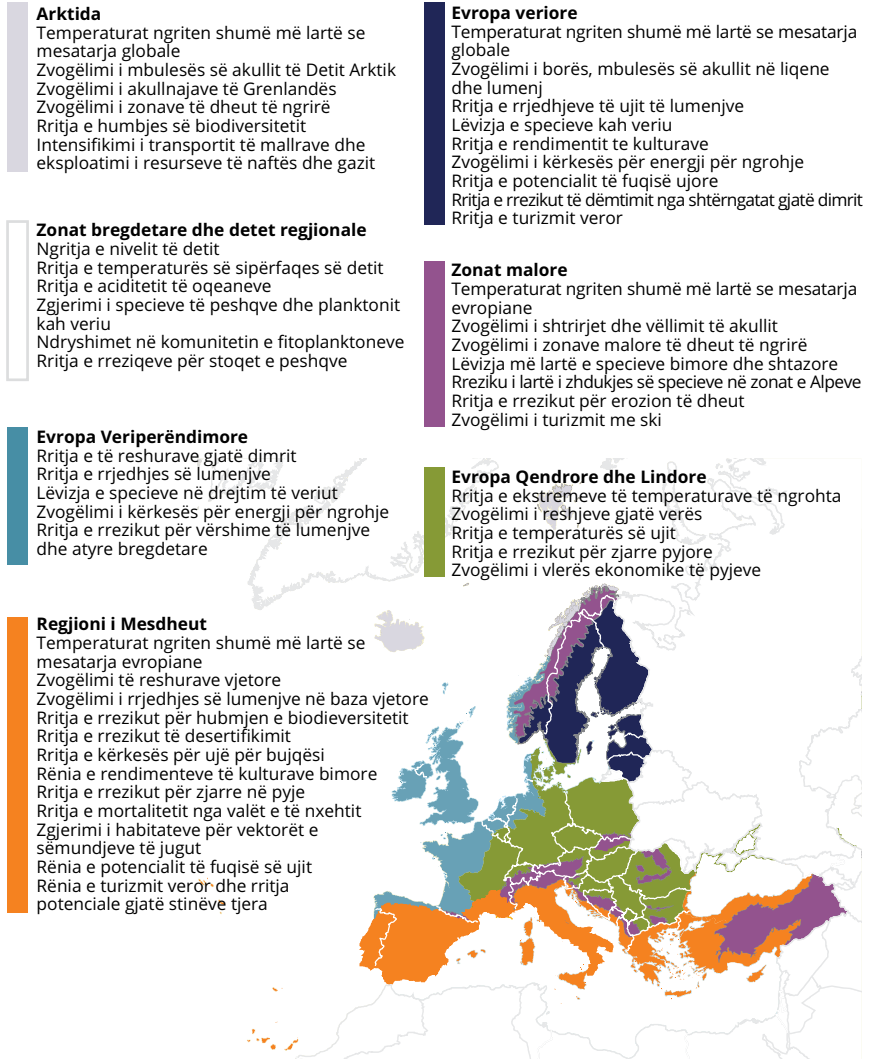 Arktida
Temperaturat ngriten shumë më lartë se
mesatarja globale
Zvogëlimi i mbulesës së akullit të Detit Arktik
Zvogëlimi i akullnajave të Grenlandës
Zvogëlimi i zonave të dheut të ngrirë
Rritja e humbjes së biodiversitetit
Intensifikimi i transportit të mallrave dhe
eksploatimi i resurseve të naftës dhe gazit
Zonat bregdetare dhe detet regjionale
Ngritja e nivelit të detit
Rritja e temperaturës së sipërfaqes së detit
Rritja e aciditetit të oqeaneve
Zgjerimi i specieve të peshqve dhe planktonit
kah veriu
Ndryshimet në komunitetin e fitoplanktoneve
Rritja e rreziqeve për stoqet e peshqve
Evropa Veriperëndimore
Rritja e të reshurave gjatë dimrit
Rritja e rrjedhjes së lumenjve
Lëvizja e specieve në drejtim të veriut
Zvogëlimi i kërkesës për energji për ngrohje
Rritja e rrezikut për vërshime të lumenjve
dhe atyre bregdetare
Regjioni i Mesdheut
Temperaturat ngriten shumë më lartë se
mesatarja evropiane
Zvogëlimi të reshurave vjetore
Zvogëlimi i rrjedhjes së lumenjve në baza vjetore
Rritja e rrezikut për hubmjen e biodieversitetit
Rritja e rrezikut të desertifikimit
Rritja e kërkesës për ujë për bujqësi
Rënia e rendimenteve të kulturave bimore
Rritja e rrezikut për zjarre në pyje
Rritja e mortalitetit nga valët e të nxehtit
Zgjerimi i habitateve për vektorët e
sëmundjeve të jugut
Rënia e potencialit të fuqisë së ujit
Rënia e turizmit veror dhe rritja
potenciale gjatë stinëve tjera
Evropa veriore
Temperaturat ngriten shumë më lartë se mesatarja
globale
Zvogëlimi i borës, mbulesës së akullit në liqene
dhe lumenj
Rritja e rrjedhjeve të ujit të lumenjve
Lëvizja e specieve kah veriu
Rritja e rendimentit te kulturave
Zvogëlimi i kërkesës për energji për ngrohje
Rritja e potencialit të fuqisë ujore
Rritja e rrezikut të dëmtimit nga shtërngatat gjatë dimrit
Rritja e turizmit veror
Zonat malore
Temperaturat ngriten shumë më lartë se mesatarja
evropiane
Zvogëlimi i shtrirjet dhe vëllimit të akullit
Zvogëlimi i zonave malore të dheut të ngrirë
Lëvizja më lartë e specieve bimore dhe shtazore
Rreziku i lartë i zhdukjes së specieve në zonat e Alpeve
Rritja e rrezikut për erozion të dheut
Zvogëlimi i turizmit me ski
Evropa Qendrore dhe Lindore
Rritja e ekstremeve të temperaturave të ngrohta
Zvogëlimi i reshjeve gjatë verës
Rritja e temperaturës së ujit
Rritja e rrezikut për zjarre pyjore
Zvogëlimi i vlerës ekonomike të pyjeve